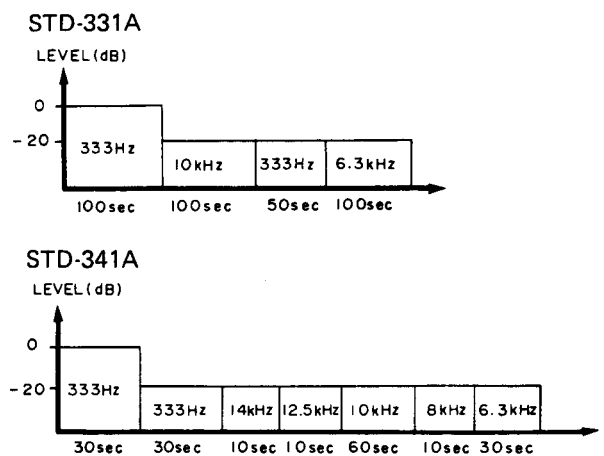 STD-331A
LEVEL(dB)
0
-20
333Hz
10kHz
333Hz
6.3kHz
100sec 100sec 50sec 100sec
STD-341A
LEVEL(dB)
0
-20
333Hz
333Hz
14kHz
12.5kHz
10kHz
8kHz
6.3kHz
30sec 30sec 10sec 10sec 60sec 10sec 30sec